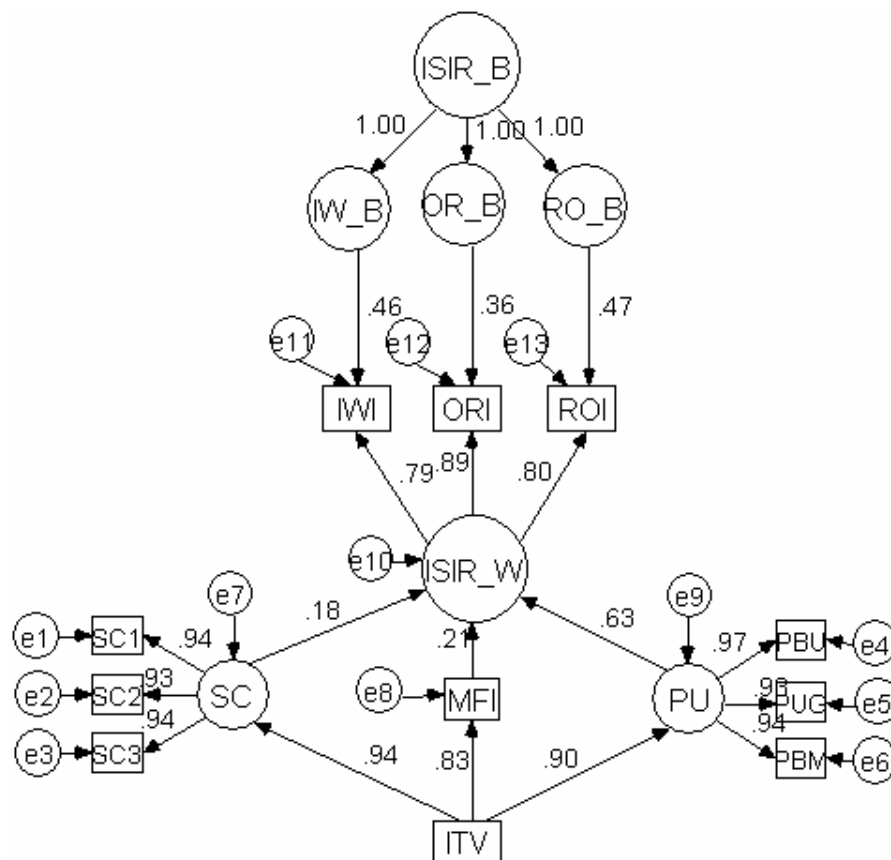 ISIR_B
1.00 1.00 1.00
IW_B OR_B RO_B
.46 .36 .47
e11 e12 e13
IWI ORI ROI
.79 .89 .80
e10 ISIR_W
e7 e9
.18 .21 .63
e1 SC1 .94 .97 PBU e4
e8 MFI
e2 SC2 .93 SC PU PUG e5
e3 SC3 .94 .94 PBM e6
.94 .83 .90
ITV